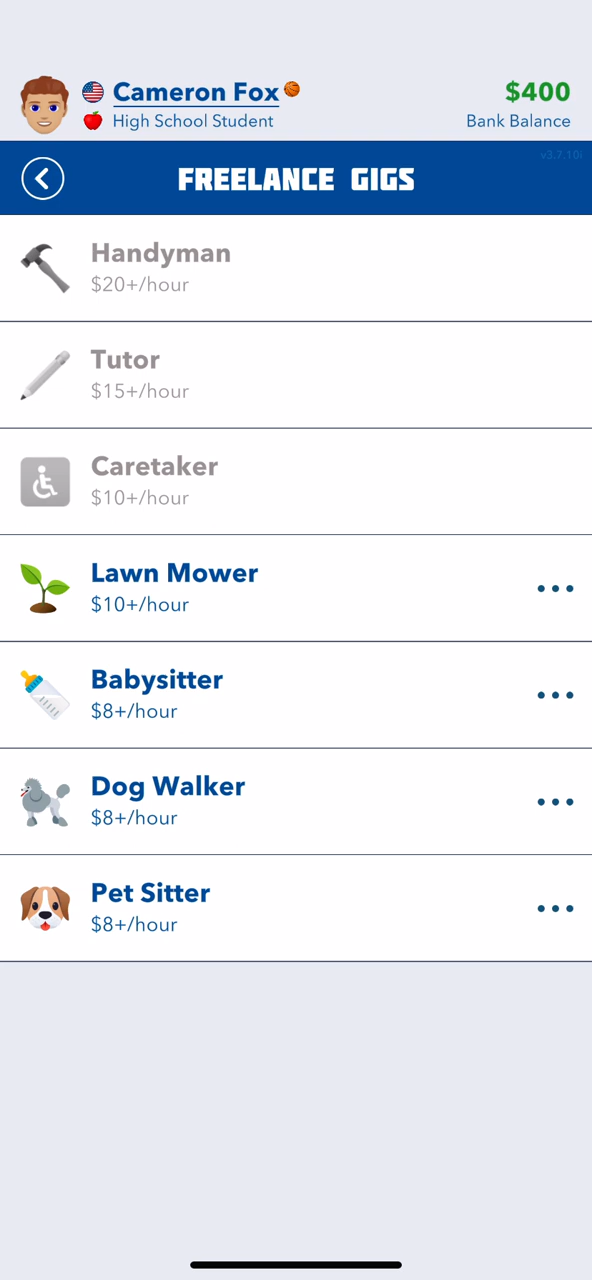 Cameron Fox
$400
High School Student
Bank Balance
v3.7.10i
FREELANCE GIGS
Handyman
$20+/hour
Tutor
$15+/hour
Caretaker
$10+/hour
Lawn Mower
$10+/hour
Babysitter
$8+/hour
Dog Walker
$8+/hour
Pet Sitter
$8+/hour